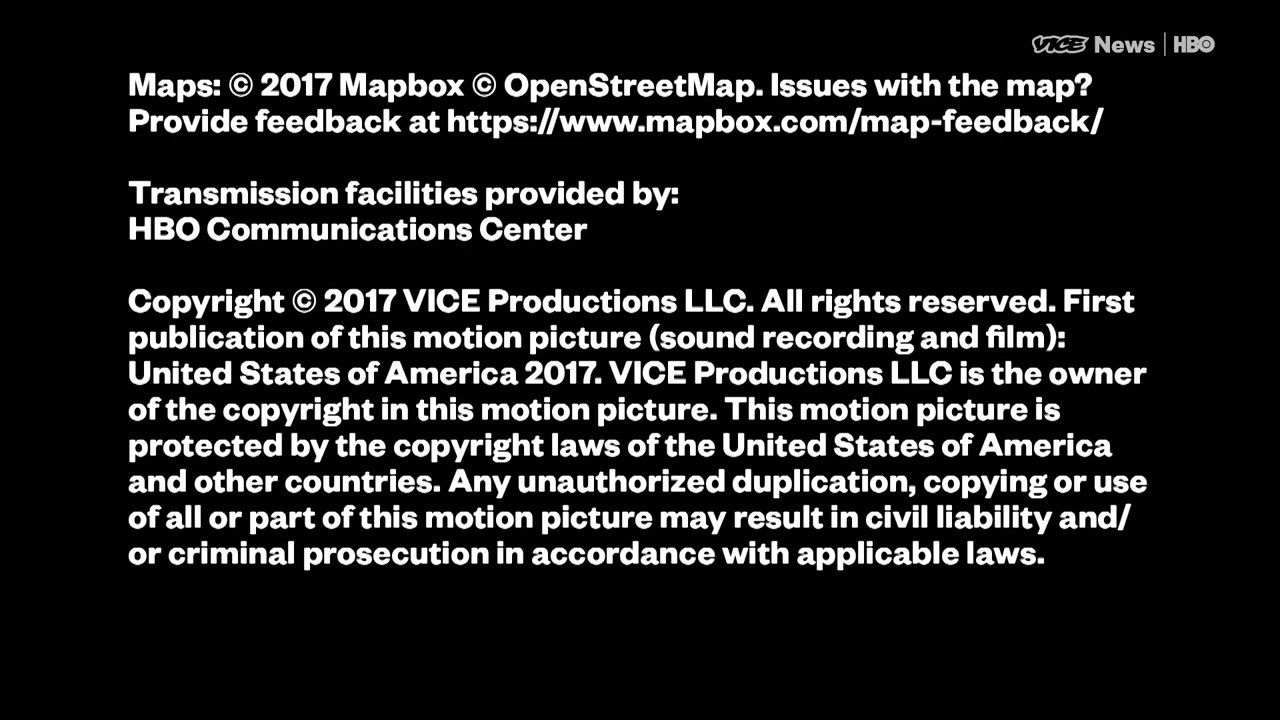 VICE News | HBO
Maps: © 2017 Mapbox © OpenStreetMap. Issues with the map?
Provide feedback at https://www.mapbox.com/map-feedback/
Transmission facilities provided by:
HBO Communications Center
Copyright © 2017 VICE Productions LLC. All rights reserved. First
publication of this motion picture (sound recording and film):
United States of America 2017. VICE Productions LLC is the owner
of the copyright in this motion picture. This motion picture is
protected by the copyright laws of the United States of America
and other countries. Any unauthorized duplication, copying or use
of all or part of this motion picture may result in civil liability and/
or criminal prosecution in accordance with applicable laws.